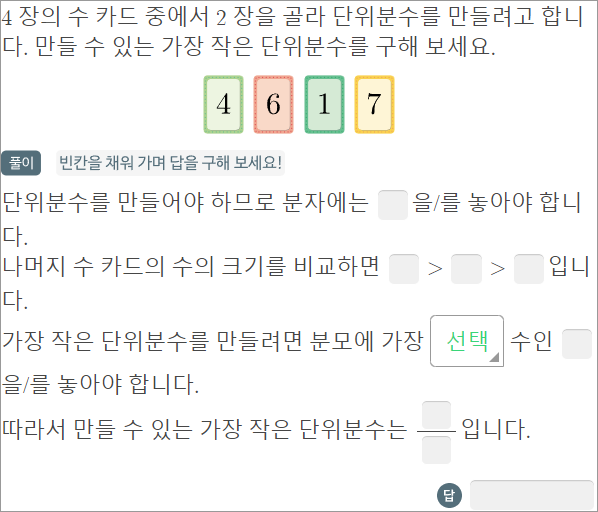 4 장의 수 카드 중에서 2 장을 골라 단위분수를 만들려고 합니
다. 만들 수 있는 가장 작은 단위분수를 구해 보세요.
4 6 1 7
풀이 빈칸을 채워 가며 답을 구해 보세요!
단위분수를 만들어야 하므로 분자에는 을/를 놓아야 합니
다.
나머지 수 카드의 수의 크기를 비교하면 > > 입니
다.
가장 작은 단위분수를 만들려면 분모에 가장 선택 수인
을/를 놓아야 합니다.
따라서 만들 수 있는 가장 작은 단위분수는 입니다.
답